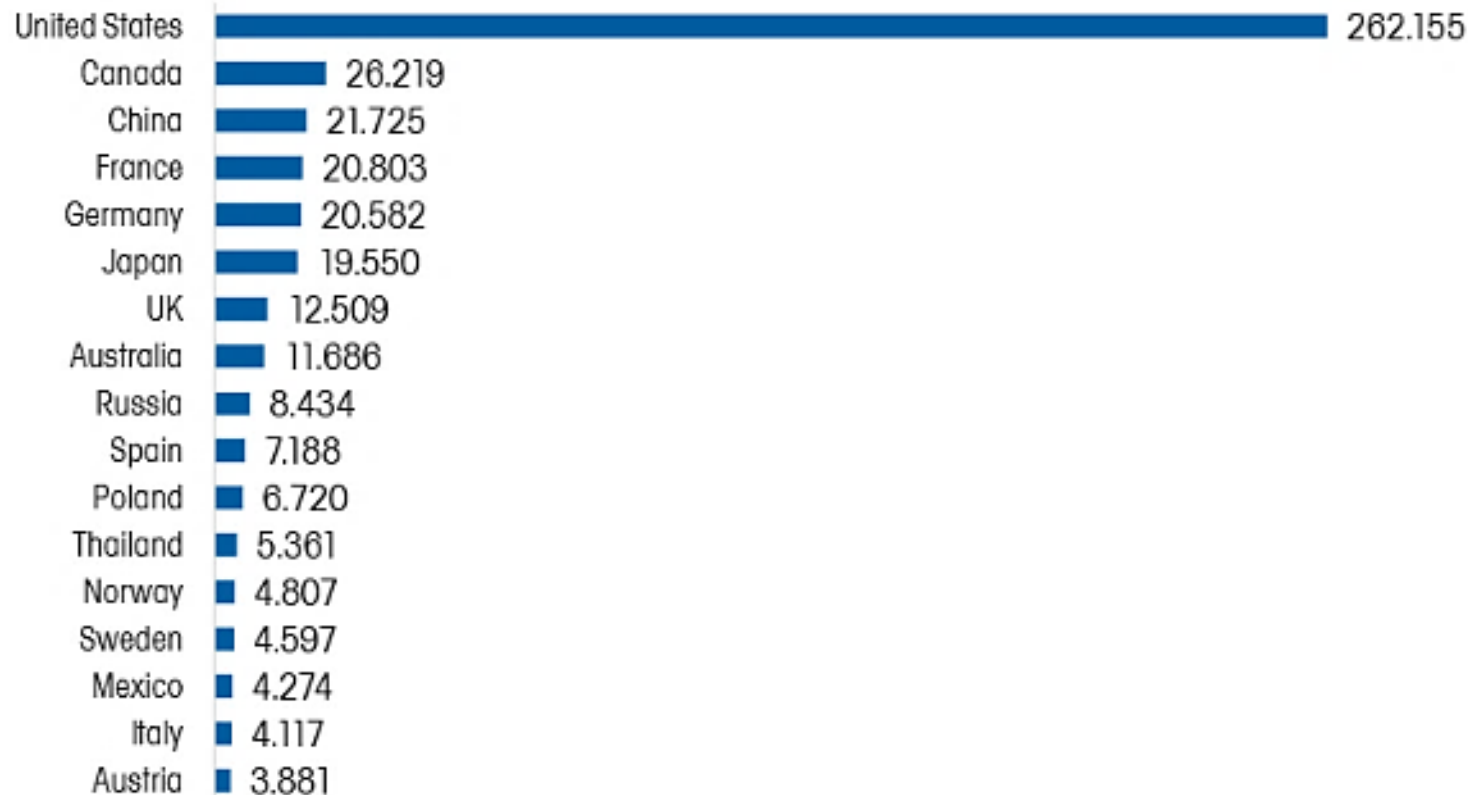 United States 262.155
Canada 26.219
China 21.725
France 20.803
Germany 20.582
Japan 19.550
UK 12.509
Australia 11.686
Russia 8.434
Spain 7.188
Poland 6.720
Thailand 5.361
Norway 4.807
Sweden 4.597
Mexico 4.274
Italy 4.117
Austria 3.881